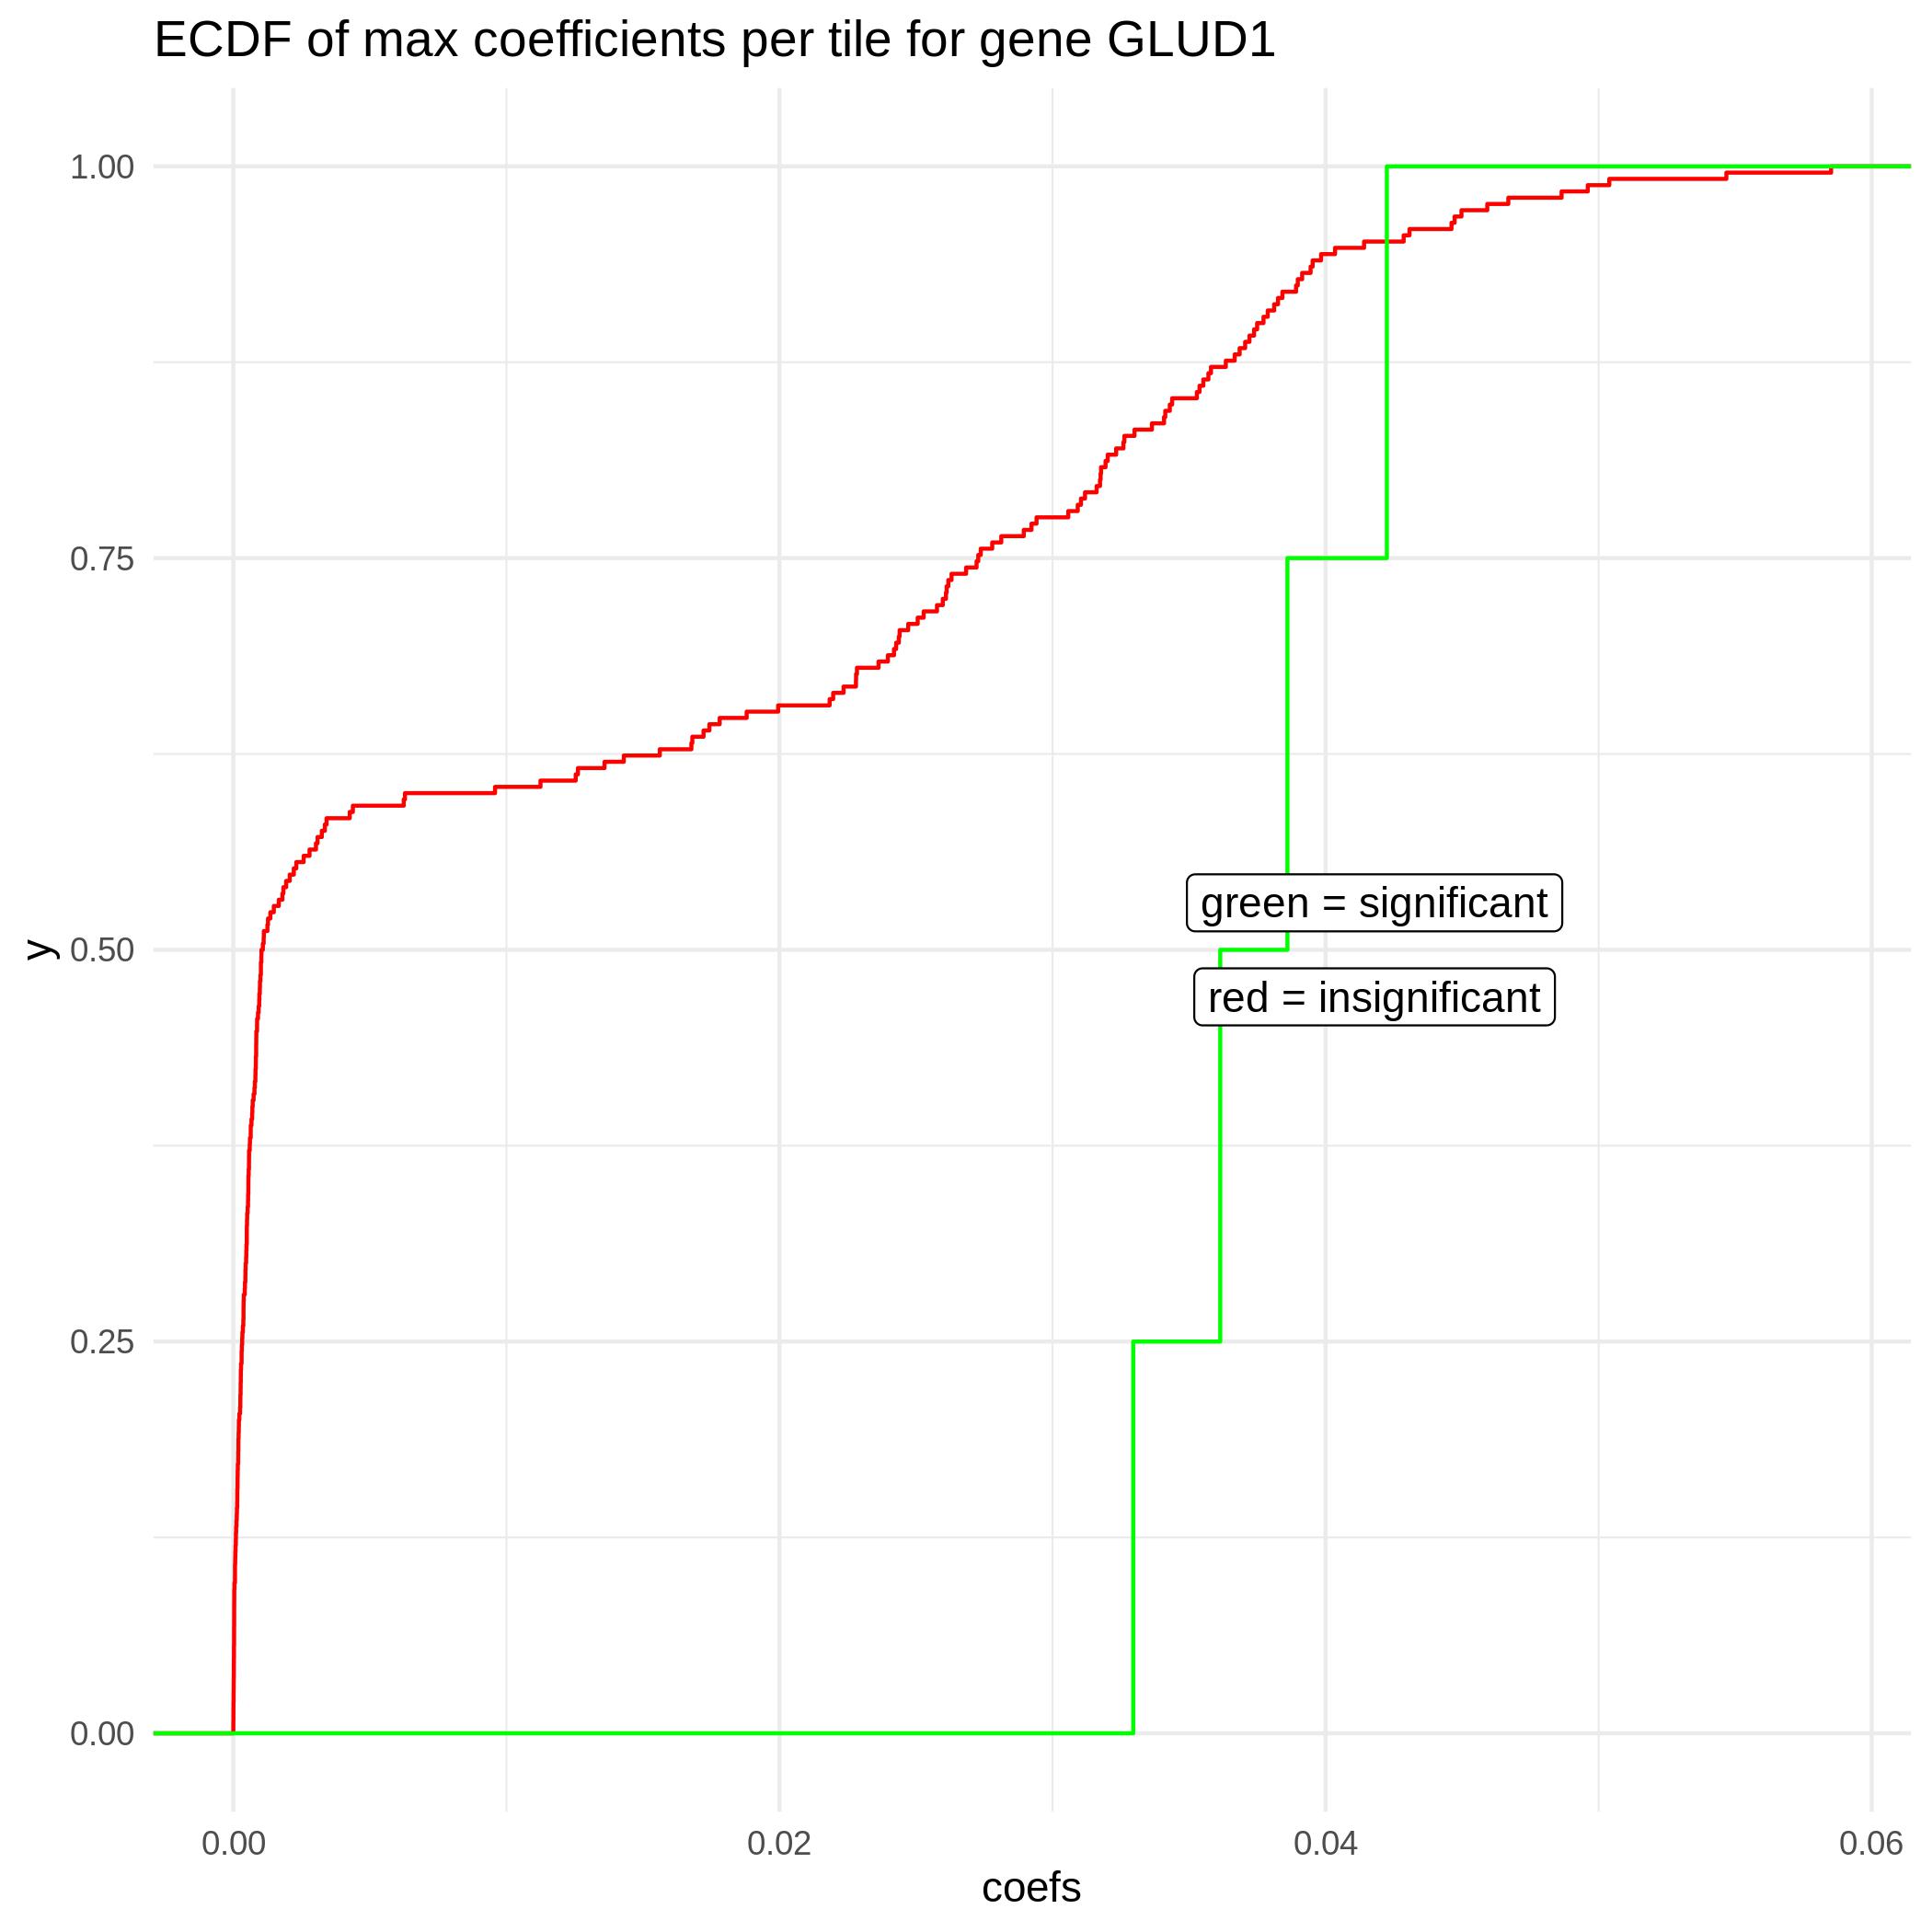 ECDF of max coefficients per tile for gene GLUD1
1.00
0.75
0.50
0.25
0.00
y
green = significant
red = insignificant
0.00 0.02 0.04 0.06
coefs